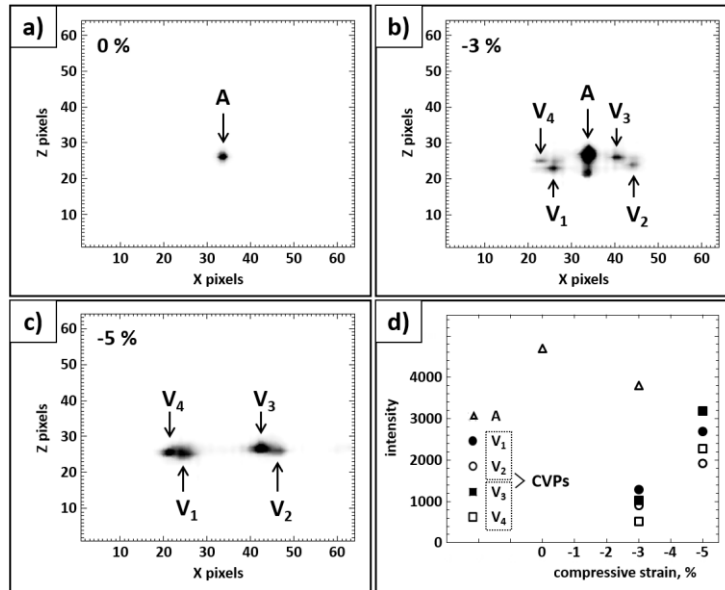 a)
0 %
A
Z pixels
60
50
40
30
20
10
10 20 30 40 50 60
X pixels
b)
-3 %
V4 A V3
V1 V2
Z pixels
60
50
40
30
20
10
10 20 30 40 50 60
X pixels
c)
-5 %
V4 V3
V1 V2
Z pixels
60
50
40
30
20
10
10 20 30 40 50 60
X pixels
d)
intensity
4000
3000
2000
1000
0
A
V1
V2
CVPs
V3
V4
0 -1 -2 -3 -4 -5
compressive strain, %